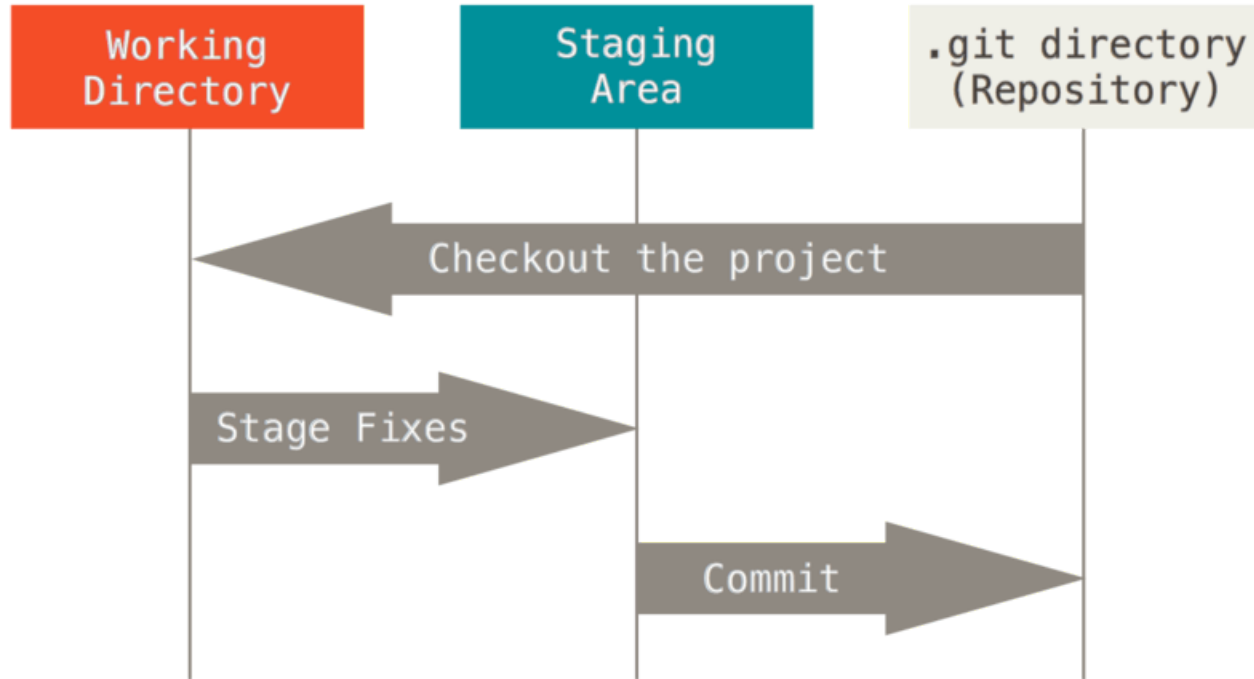 Working
Directory
Staging
Area
.git directory
(Repository)
Checkout the project
Stage Fixes
Commit